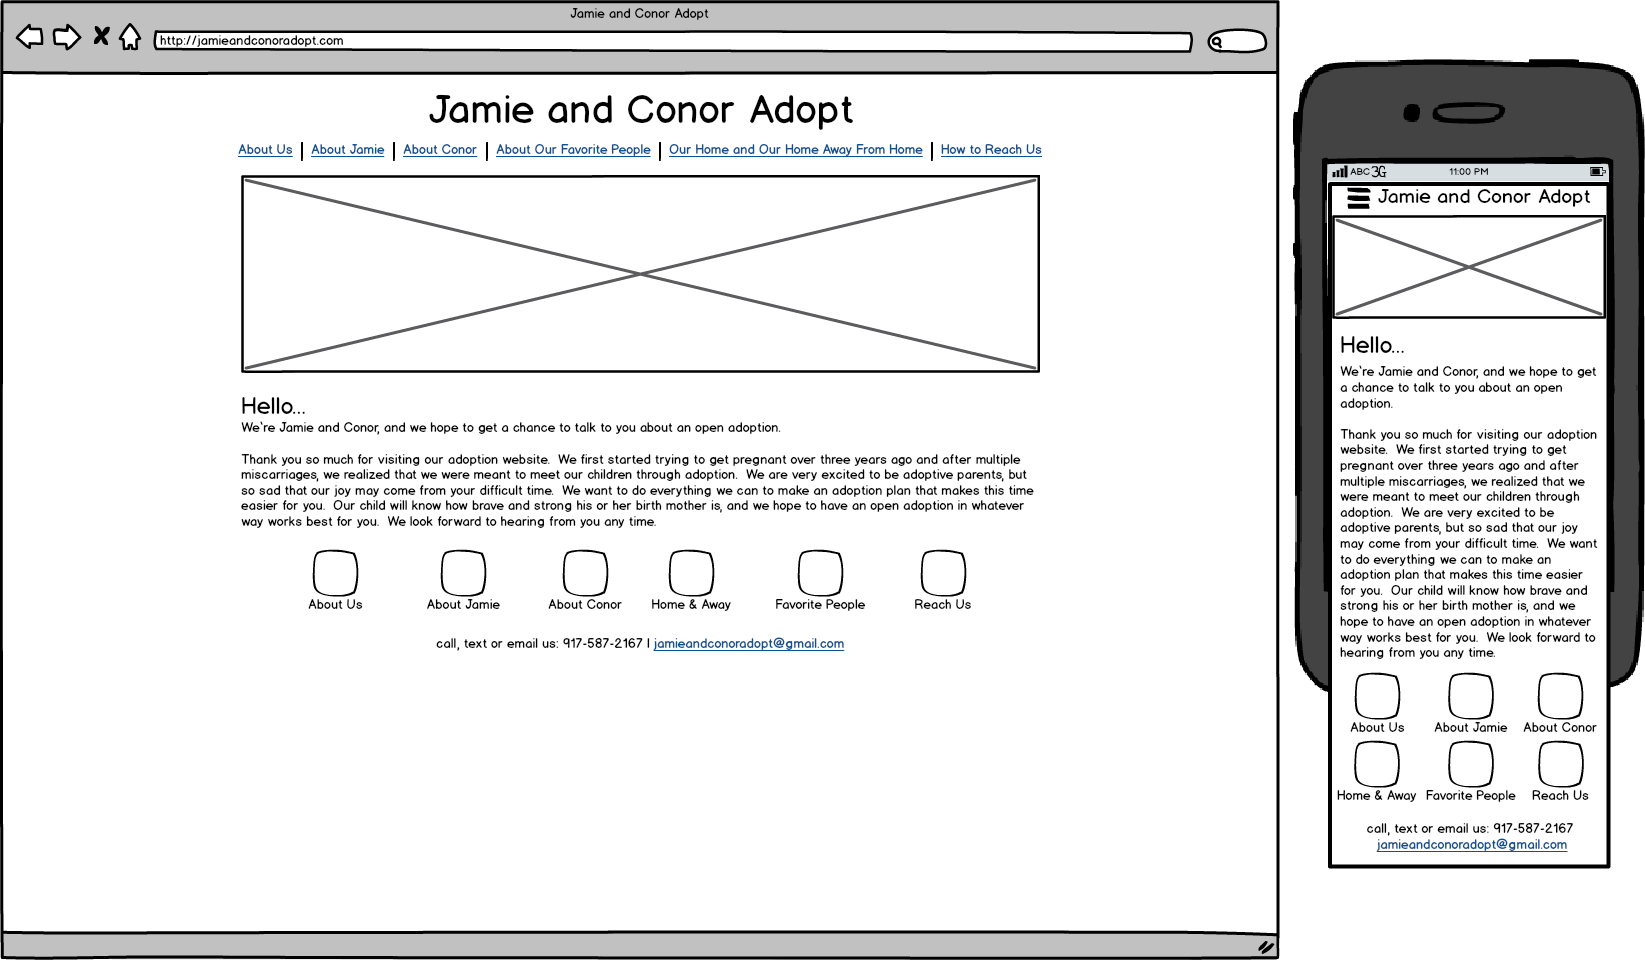 Jamie and Conor Adopt
http://jamieandconoradopt.com
Jamie and Conor Adopt
About Us | About Jamie | About Conor | About Our Favorite People | Our Home and Our Home Away From Home | How to Reach Us
Hello...
We're Jamie and Conor, and we hope to get a chance to talk to you about an open adoption.
Thank you so much for visiting our adoption website. We first started trying to get pregnant over three years ago and after multiple
miscarriages, we realized that we were meant to meet our children through adoption. We are very excited to be adoptive parents, but
so sad that our joy may come from your difficult time. We want to do everything we can to make an adoption plan that makes this time
easier for you. Our child will know how brave and strong his or her birth mother is, and we hope to have an open adoption in whatever
way works best for you. We look forward to hearing from you any time.
About Us About Jamie About Conor Home & Away Favorite People Reach Us
call, text or email us: 917-587-2167 | jamieandconoradopt@gmail.com
ABC 3G 11:00 PM
Jamie and Conor Adopt
Hello...
We're Jamie and Conor, and we hope to get
a chance to talk to you about an open
adoption.
Thank you so much for visiting our adoption
website. We first started trying to get
pregnant over three years ago and after
multiple miscarriages, we realized that we
were meant to meet our children through
adoption. We are very excited to be
adoptive parents, but so sad that our joy
may come from your difficult time. We want
to do everything we can to make an
adoption plan that makes this time easier
for you. Our child will know how brave and
strong his or her birth mother is, and we
hope to have an open adoption in whatever
way works best for you. We look forward to
hearing from you any time.
About Us About Jamie About Conor
Home & Away Favorite People Reach Us
call, text or email us: 917-587-2167
jamieandconoradopt@gmail.com